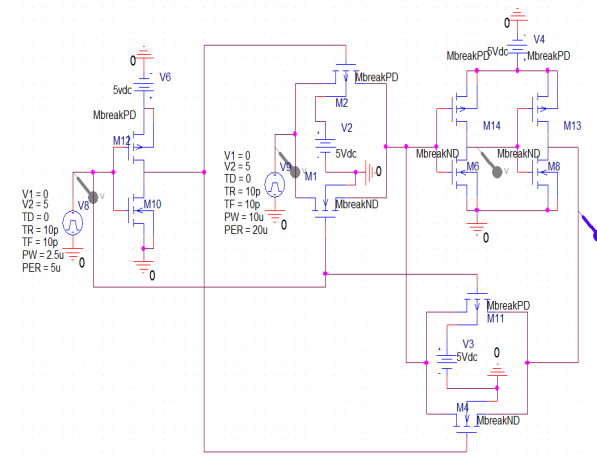 0
V4
MbreakPD
5Vdc
MbreakPD
0
V6
5vdc
MbreakPD
M2
MbreakPD
M14
M13
M12
V2
5Vdc
MbreakND
MbreakND
V1 = 0
V2 = 5
TD = 0
TR = 10p
TF = 10p
PW = 10u
PER = 20u
V9
M1
0
M6
M8
V
V
V
V1 = 0
V2 = 5
TD = 0
TR = 10p
TF = 10p
PW = 2.5u
PER = 5u
V8
M10
MbreakND
0
0
0
0
MbreakPD
M11
V3
5Vdc
0
M4
MbreakND